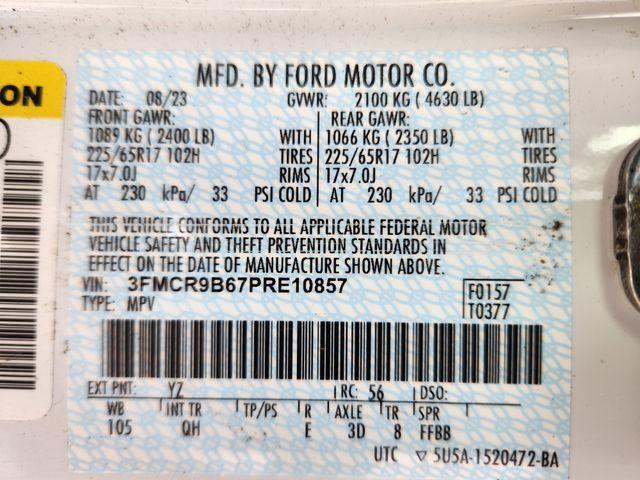 ON
MFD. BY FORD MOTOR CO.
DATE: 08/23 GVWR: 2100 KG ( 4630 LB)
FRONT GAWR: REAR GAWR:
1089 KG ( 2400 LB) WITH 1066 KG ( 2350 LB) WITH
225/65R17 102H TIRES 225/65R17 102H TIRES
17x7.0J RIMS 17x7.0J RIMS
AT 230 kPa/ 33 PSI COLD AT 230 kPa/ 33 PSI COLD
THIS VEHICLE CONFORMS TO ALL APPLICABLE FEDERAL MOTOR
VEHICLE SAFETY AND THEFT PREVENTION STANDARDS IN
EFFECT ON THE DATE OF MANUFACTURE SHOWN ABOVE.
VIN: 3FMCR9B67PRE10857 F0157
TYPE: MPV T0377
EXT PNT: YZ RC: 56 DSO:
WB INT TR TP/PS R AXLE TR SPR
105 QH E 3D 8 FFBB
UTC 5U5A-1520472-BA